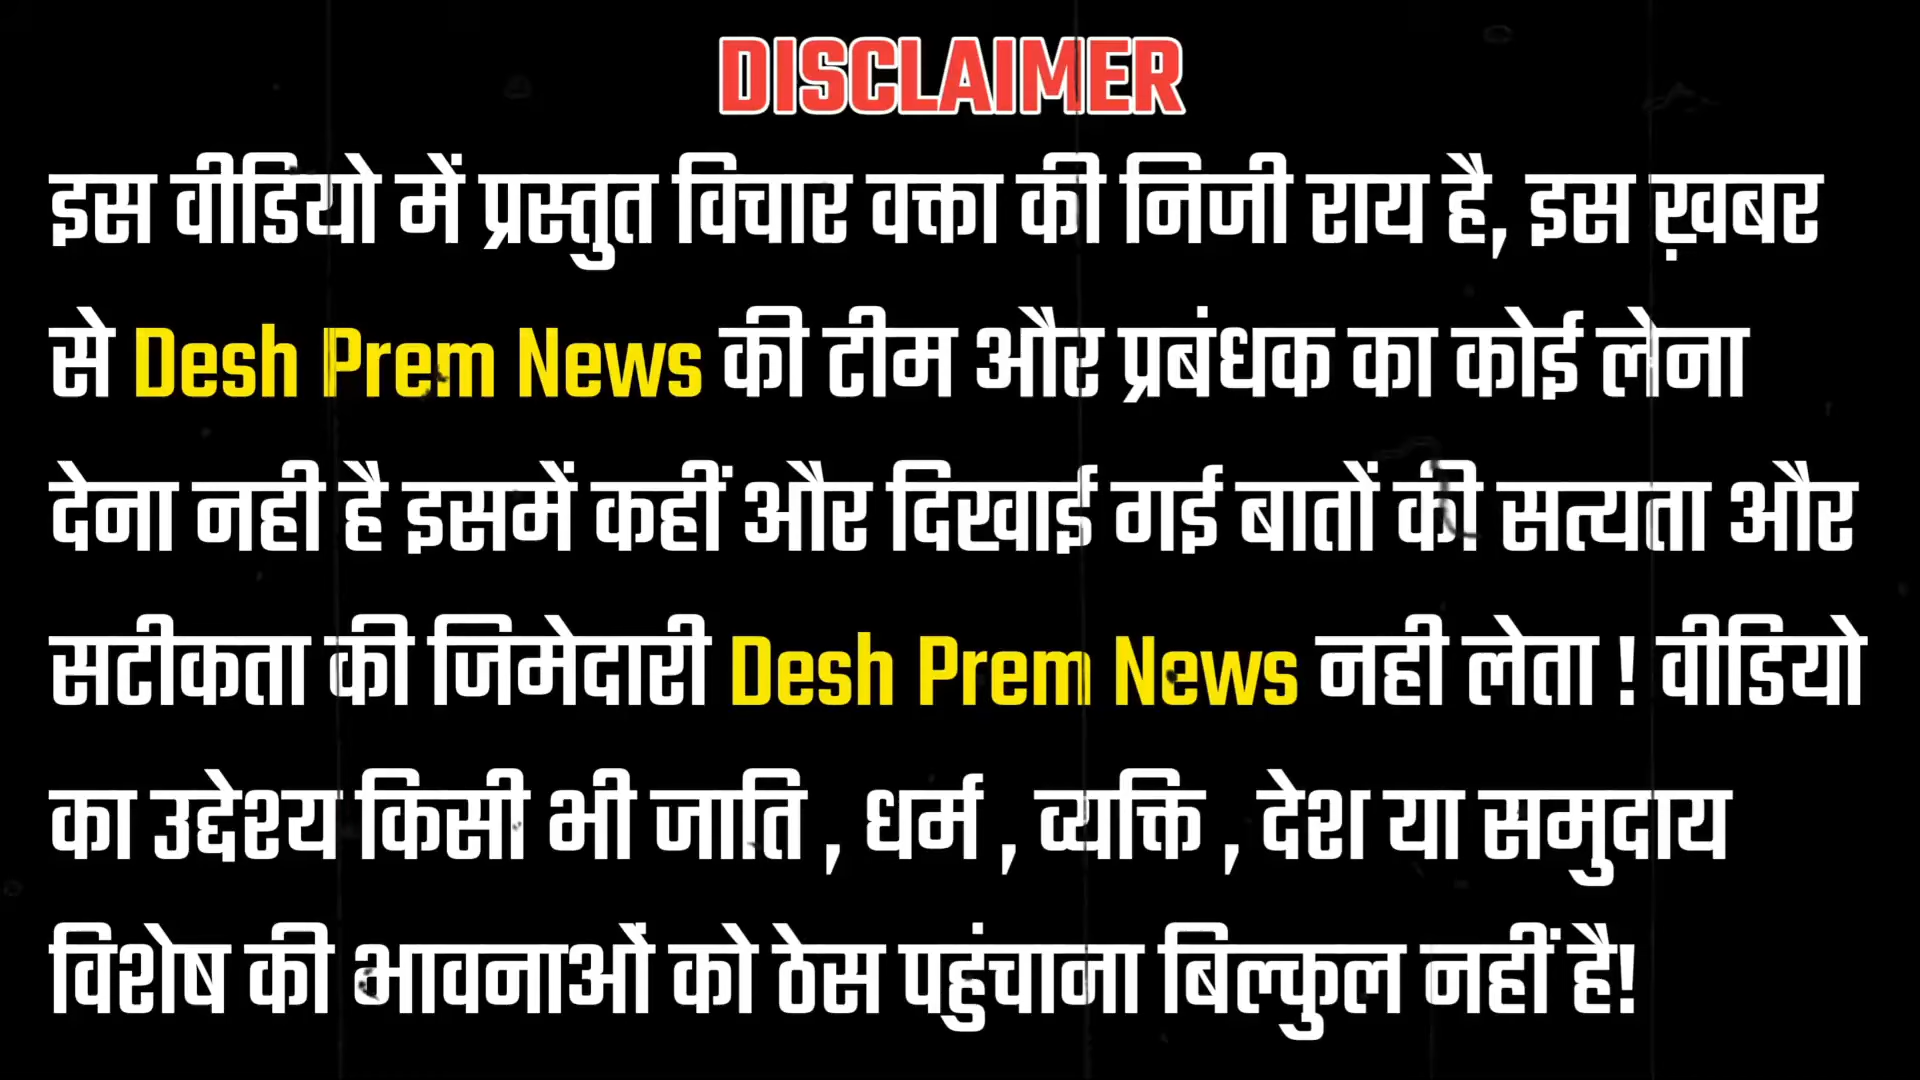 DISCLAIMER
इस वीडियो में प्रस्तुत विचार वक्ता की निजी राय है, इस ख़बर
से Desh Prem News की टीम और प्रबंधक का कोई लेना
देना नही है इसमें कहीं और दिखाई गई बातों की सत्यता और
सटीकता की जिमेदारी Desh Prem News नही लेता ! वीडियो
का उद्देश्य किसी भी जाति , धर्म , व्यक्ति , देश या समुदाय
विशेष की भावनाओं को ठेस पहुंचाना बिल्कुल नहीं है!